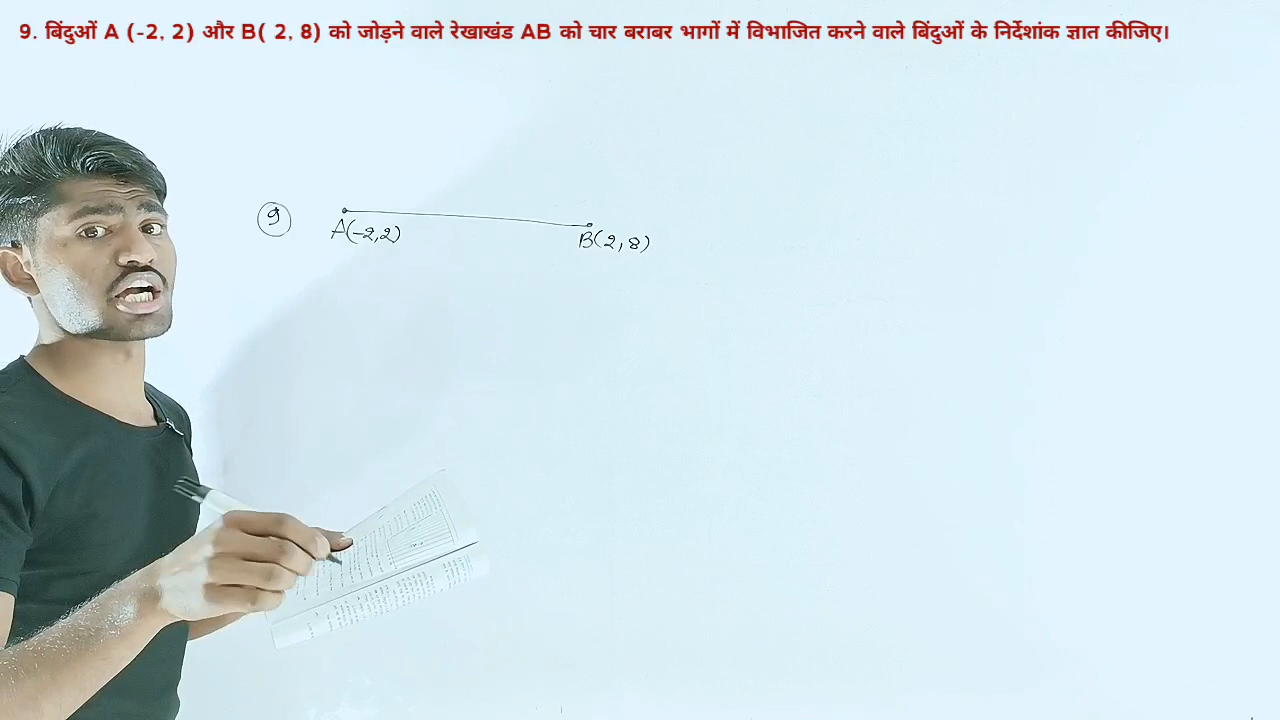 9. बिंदुओं A (-2, 2) और B( 2, 8) को जोड़ने वाले रेखाखंड AB को चार बराबर भागों में विभाजित करने वाले बिंदुओं के निर्देशांक ज्ञात कीजिए।
9
A(-2,2)
B(2,8)